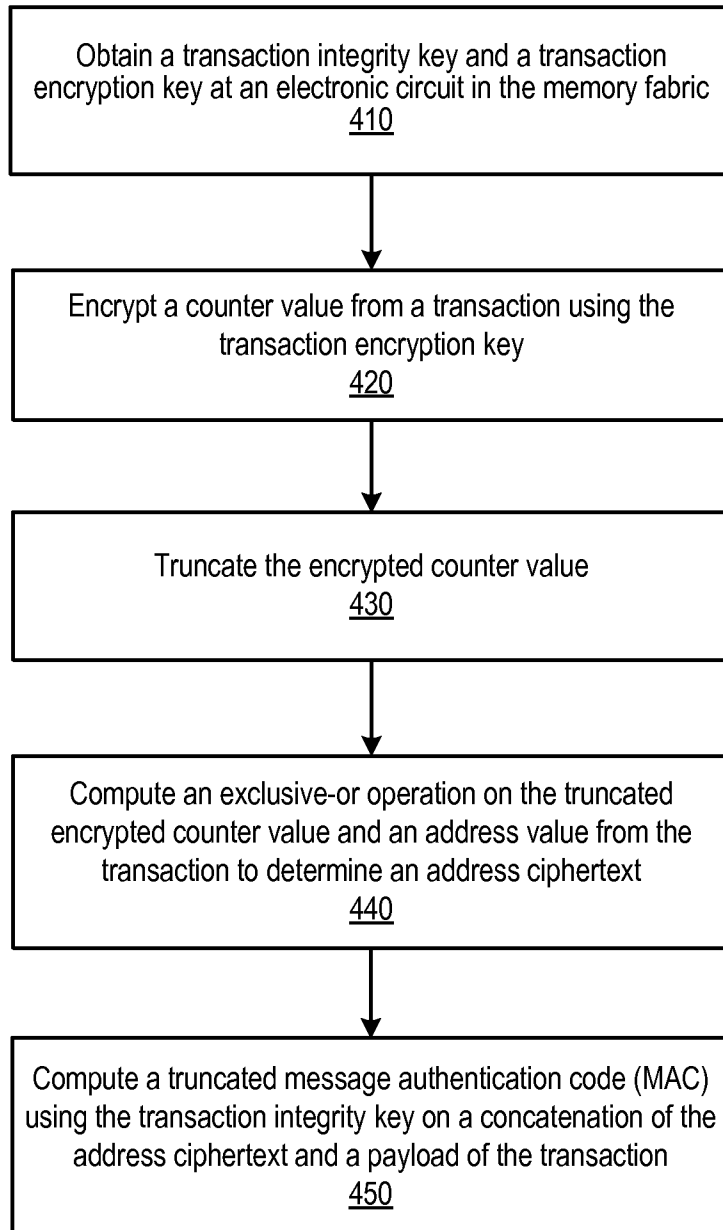 Obtain a transaction integrity key and a transaction
encryption key at an electronic circuit in the memory fabric
410
Encrypt a counter value from a transaction using the
transaction encryption key
420
Truncate the encrypted counter value
430
Compute an exclusive-or operation on the truncated
encrypted counter value and an address value from the
transaction to determine an address ciphertext
440
Compute a truncated message authentication code (MAC)
using the transaction integrity key on a concatenation of the
address ciphertext and a payload of the transaction
450